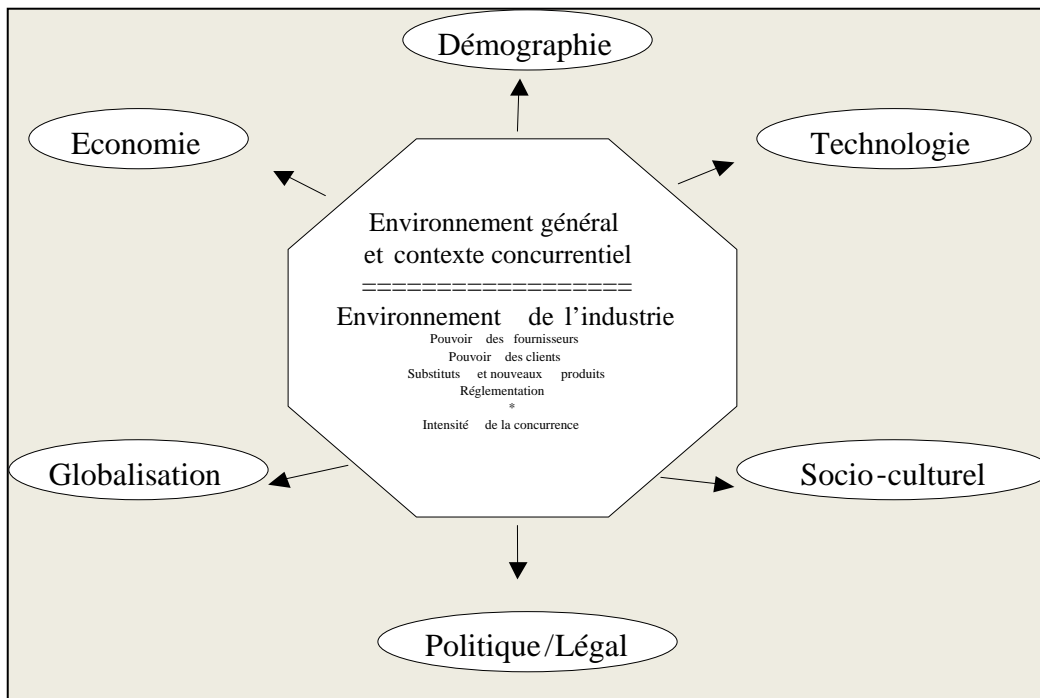 Démographie
Economie
Technologie
Environnement général
et contexte concurrentiel
==================
Environnement de l'industrie
Pouvoir des fournisseurs
Pouvoir des clients
Substituts et nouveaux produits
Réglementation
*
Intensité de la concurrence
Globalisation
Socio-culturel
Politique/Légal